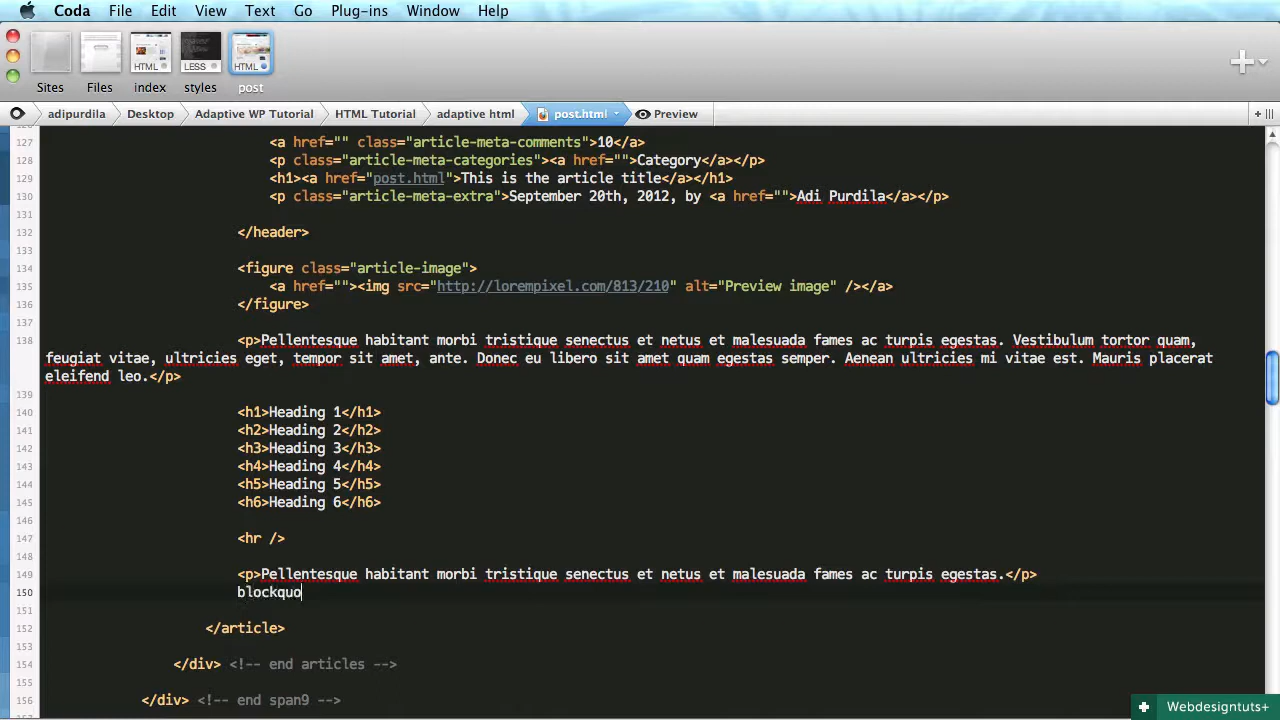 Coda File Edit View Text Go Plug-ins Window Help
HTML LESS HTML
Sites Files index styles post
adipurdila Desktop Adaptive WP Tutorial HTML Tutorial adaptive html post.html Preview
127 <a href="" class="article-meta-comments">10</a>
128 <p class="article-meta-categories"><a href="">Category</a></p>
129 <h1><a href="post.html">This is the article title</a></h1>
130 <p class="article-meta-extra">September 20th, 2012, by <a href="">Adi Purdila</a></p>
131
132 </header>
133
134 <figure class="article-image">
135 <a href=""><img src="http://lorempixel.com/813/210" alt="Preview image" /></a>
136 </figure>
137
138 <p>Pellentesque habitant morbi tristique senectus et netus et malesuada fames ac turpis egestas. Vestibulum tortor quam,
feugiat vitae, ultricies eget, tempor sit amet, ante. Donec eu libero sit amet quam egestas semper. Aenean ultricies mi vitae est. Mauris placerat
eleifend leo.</p>
139
140 <h1>Heading 1</h1>
141 <h2>Heading 2</h2>
142 <h3>Heading 3</h3>
143 <h4>Heading 4</h4>
144 <h5>Heading 5</h5>
145 <h6>Heading 6</h6>
146
147 <hr />
148
149 <p>Pellentesque habitant morbi tristique senectus et netus et malesuada fames ac turpis egestas.</p>
150 blockquo
151
152 </article>
153
154 </div> <!-- end articles -->
155
156 </div> <!-- end span9 -->
Webdesigntuts+